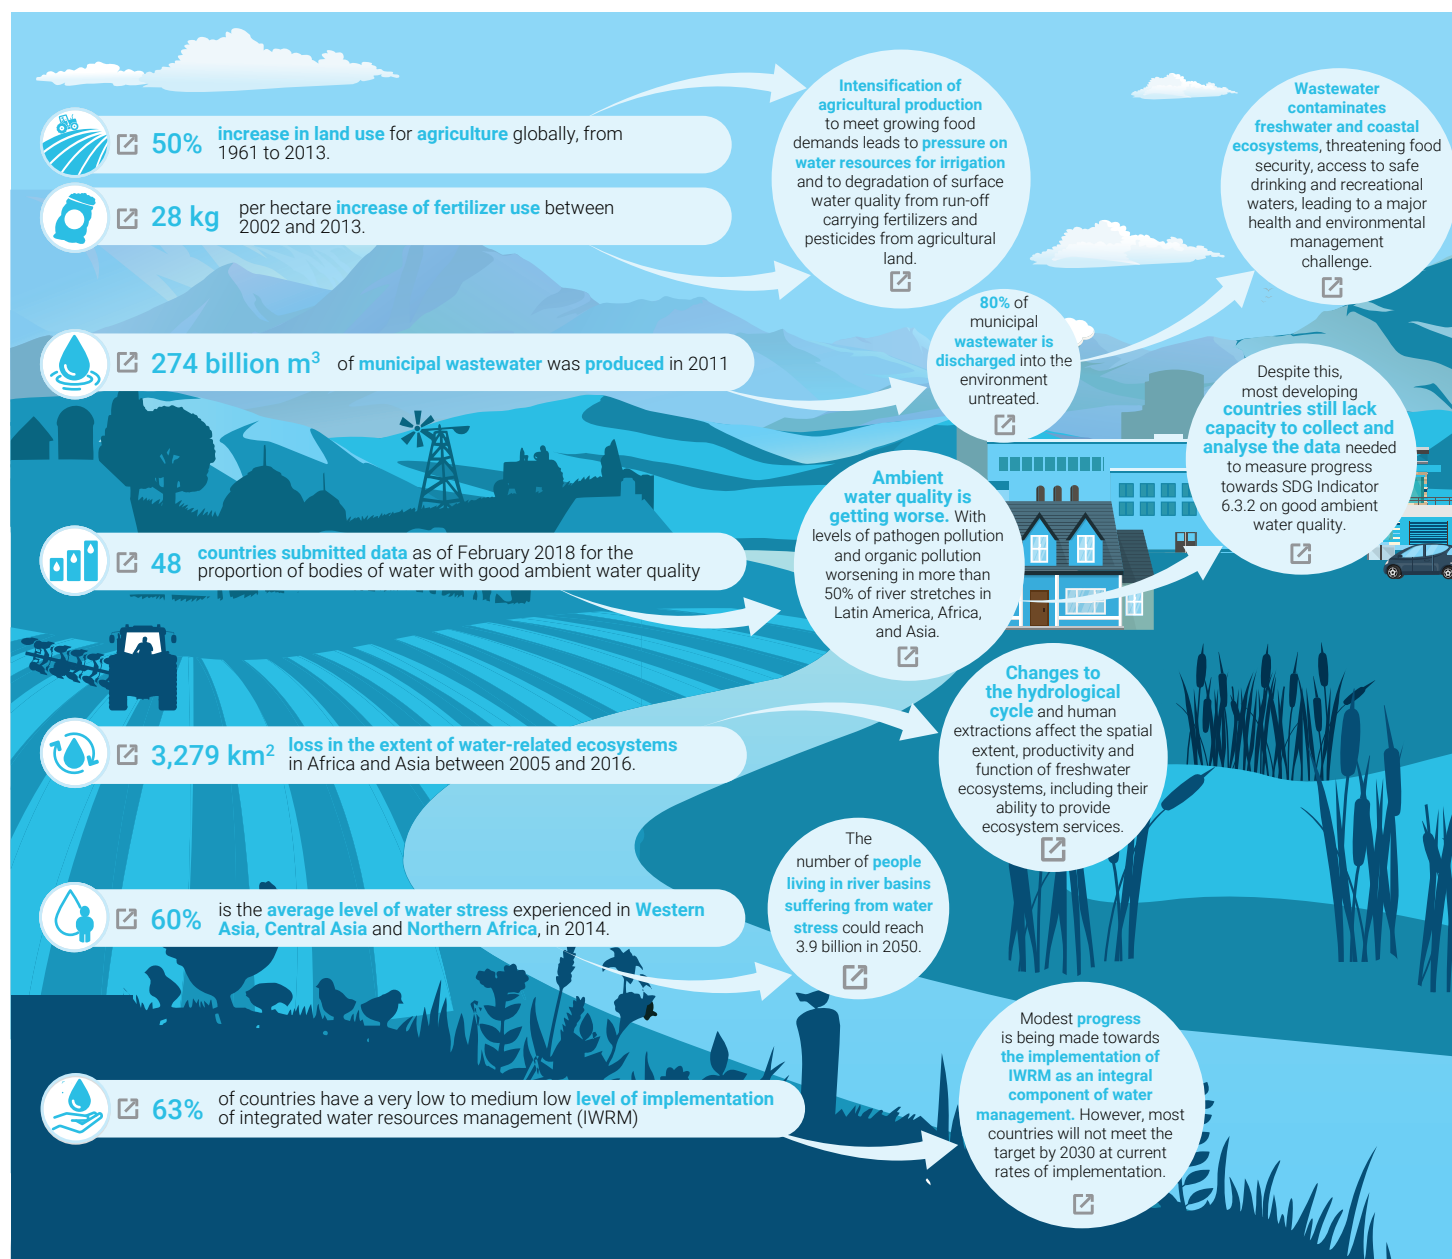 50%
increase in land use for agriculture globally, from
1961 to 2013.
28 kg
per hectare increase of fertilizer use between
2002 and 2013.
Intensification of
agricultural production
to meet growing food
demands leads to pressure on
water resources for irrigation
and to degradation of surface
water quality from run-off
carrying fertilizers and
pesticides from agricultural
land.
274 billion m³ of municipal wastewater was produced in 2011
80% of
municipal
wastewater is
discharged into the
environment
untreated.
Wastewater
contaminates
freshwater and coastal
ecosystems, threatening food
security, access to safe
drinking and recreational
waters, leading to a major
health and environmental
management
challenge.
48
countries submitted data as of February 2018 for the
proportion of bodies of water with good ambient water quality
Ambient
water quality is
getting worse. With
levels of pathogen pollution
and organic pollution
worsening in more than
50% of river stretches in
Latin America, Africa,
and Asia.
Despite this,
most developing
countries still lack
capacity to collect and
analyse the data needed
to measure progress
towards SDG Indicator
6.3.2 on good ambient
water quality.
3,279 km²
loss in the extent of water-related ecosystems
in Africa and Asia between 2005 and 2016.
Changes to
the hydrological
cycle and human
extractions affect the spatial
extent, productivity and
function of freshwater
ecosystems, including their
ability to provide
ecosystem services.
60%
is the average level of water stress experienced in Western
Asia, Central Asia and Northern Africa, in 2014.
The
number of people
living in river basins
suffering from water
stress could reach
3.9 billion in 2050.
63%
of countries have a very low to medium low level of implementation
of integrated water resources management (IWRM)
Modest progress
is being made towards
the implementation of
IWRM as an integral
component of water
management. However, most
countries will not meet the
target by 2030 at current
rates of implementation.